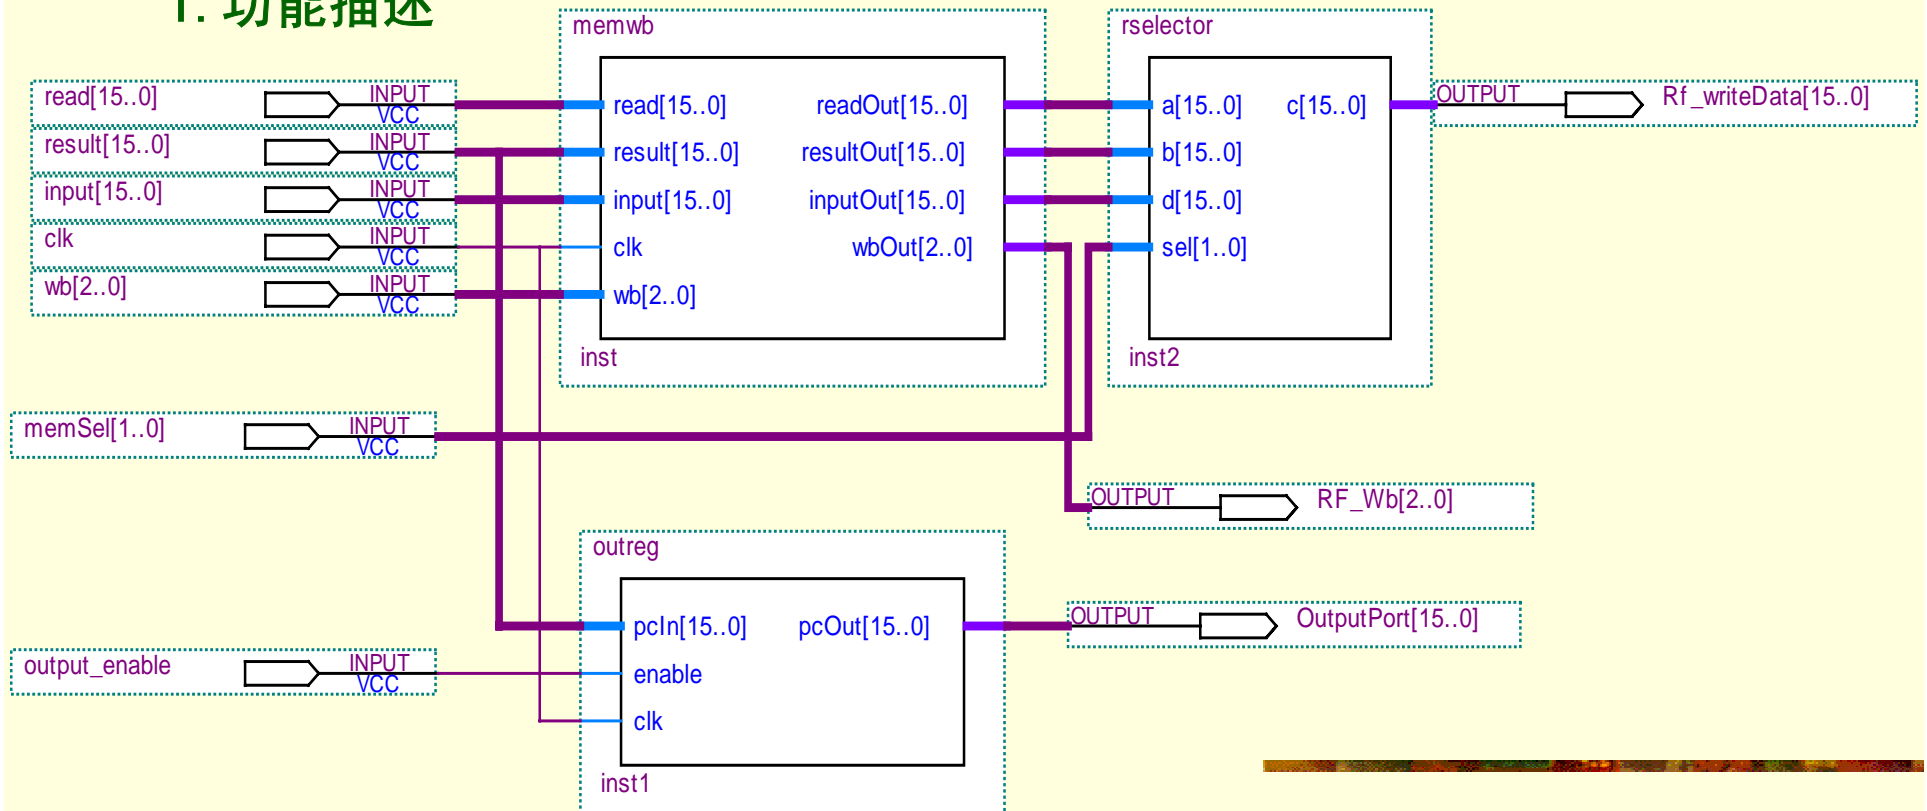 1. 功能描述
memwb
rselector
read[15..0] INPUT VCC
result[15..0] INPUT VCC
input[15..0] INPUT VCC
clk INPUT VCC
wb[2..0] INPUT VCC
read[15..0] readOut[15..0]
result[15..0] resultOut[15..0]
input[15..0] inputOut[15..0]
clk wbOut[2..0]
wb[2..0]
inst
a[15..0] c[15..0]
b[15..0]
d[15..0]
sel[1..0]
inst2
OUTPUT Rf_writeData[15..0]
memSel[1..0] INPUT VCC
OUTPUT RF_Wb[2..0]
outreg
pcIn[15..0] pcOut[15..0]
enable
clk
inst1
OUTPUT OutputPort[15..0]
output_enable INPUT VCC